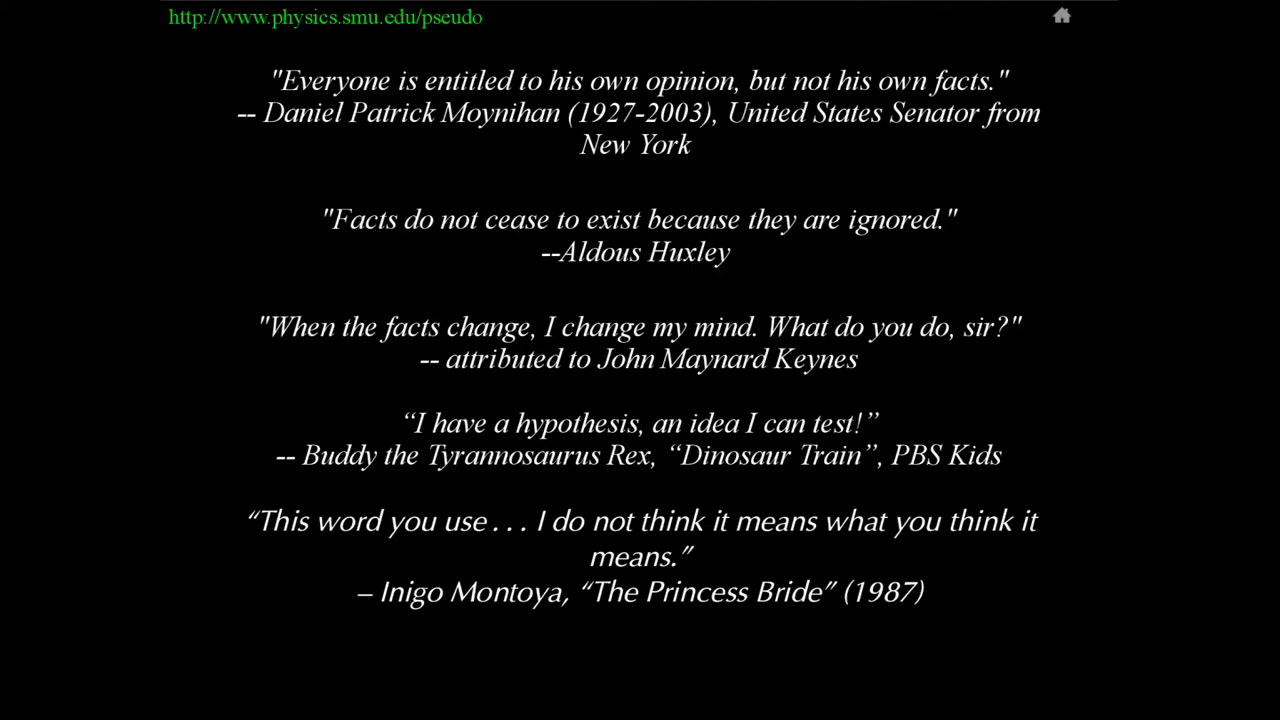 http://www.physics.smu.edu/pseudo
"Everyone is entitled to his own opinion, but not his own facts."
-- Daniel Patrick Moynihan (1927-2003), United States Senator from
New York
"Facts do not cease to exist because they are ignored."
--Aldous Huxley
"When the facts change, I change my mind. What do you do, sir?"
-- attributed to John Maynard Keynes
“I have a hypothesis, an idea I can test!”
-- Buddy the Tyrannosaurus Rex, “Dinosaur Train”, PBS Kids
“This word you use . . . I do not think it means what you think it
means.”
– Inigo Montoya, “The Princess Bride” (1987)